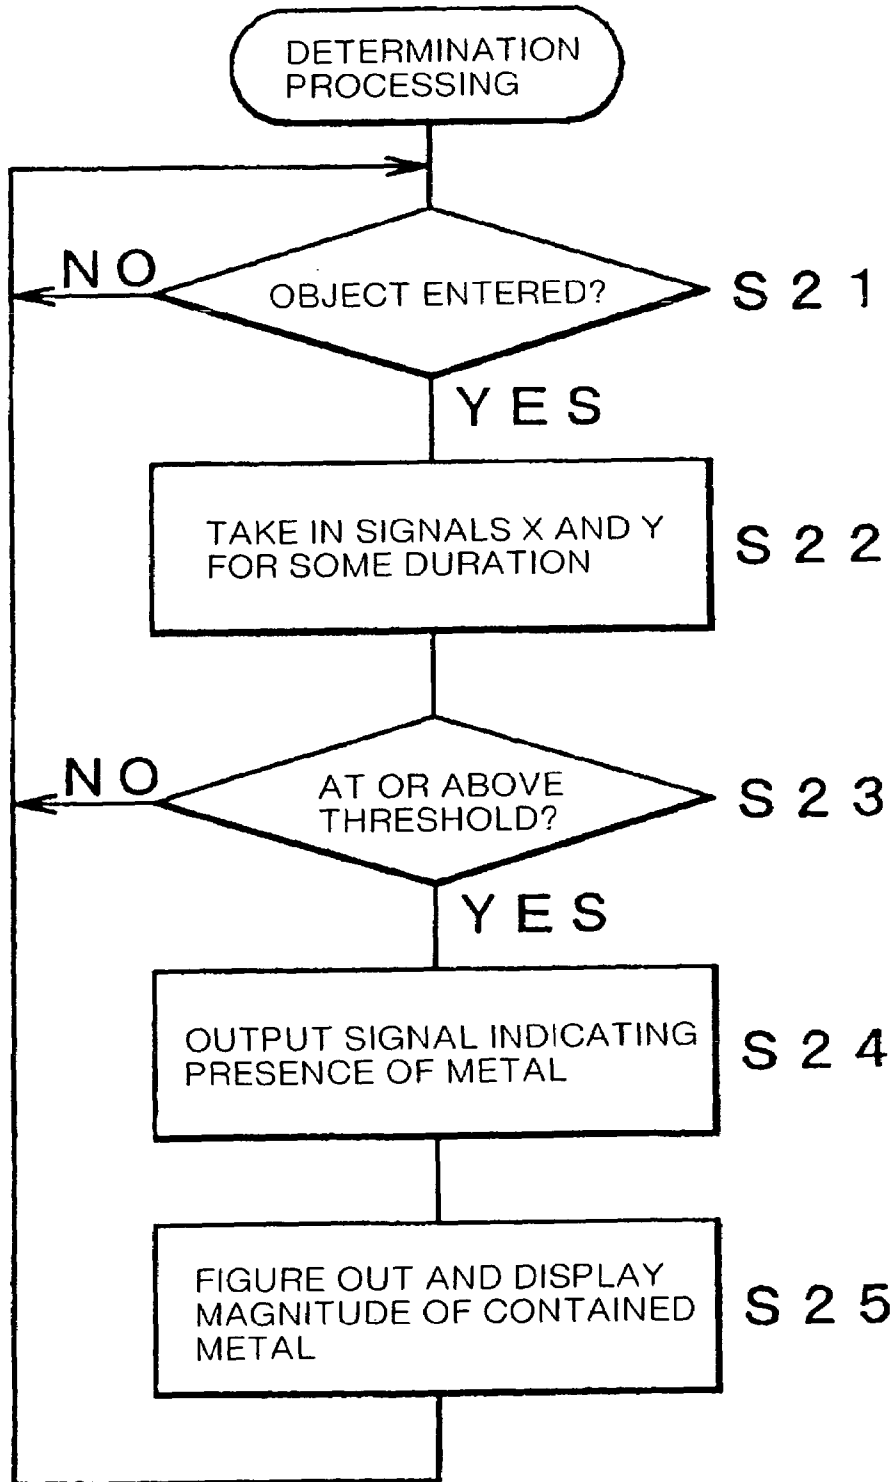 DETERMINATION
PROCESSING
NO
OBJECT ENTERED?
S21
YES
TAKE IN SIGNALS X AND Y
FOR SOME DURATION
S22
NO
AT OR ABOVE
THRESHOLD?
S23
YES
OUTPUT SIGNAL INDICATING
PRESENCE OF METAL
S24
FIGURE OUT AND DISPLAY
MAGNITUDE OF CONTAINED
METAL
S25